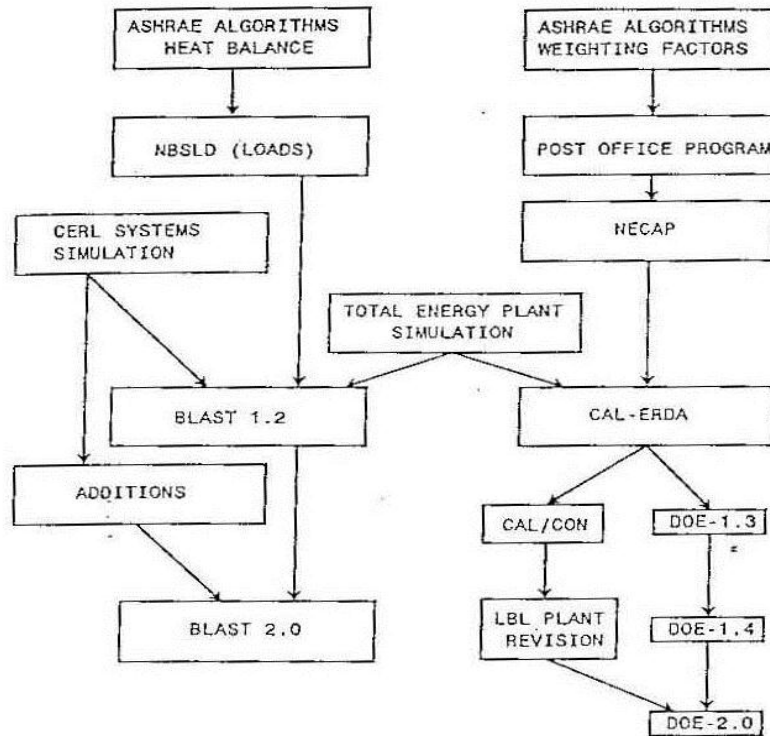 ASHRAE ALGORITHMS
HEAT BALANCE
ASHRAE ALGORITHMS
WEIGHTING FACTORS
NBSLD (LOADS)
POST OFFICE PROGRAM
CERL SYSTEMS
SIMULATION
NECAP
TOTAL ENERGY PLANT
SIMULATION
BLAST 1.2
CAL-ERDA
ADDITIONS
CAL/CON
DOE-1.3
BLAST 2.0
LBL PLANT
REVISION
DOE-1.4
DOE-2.0